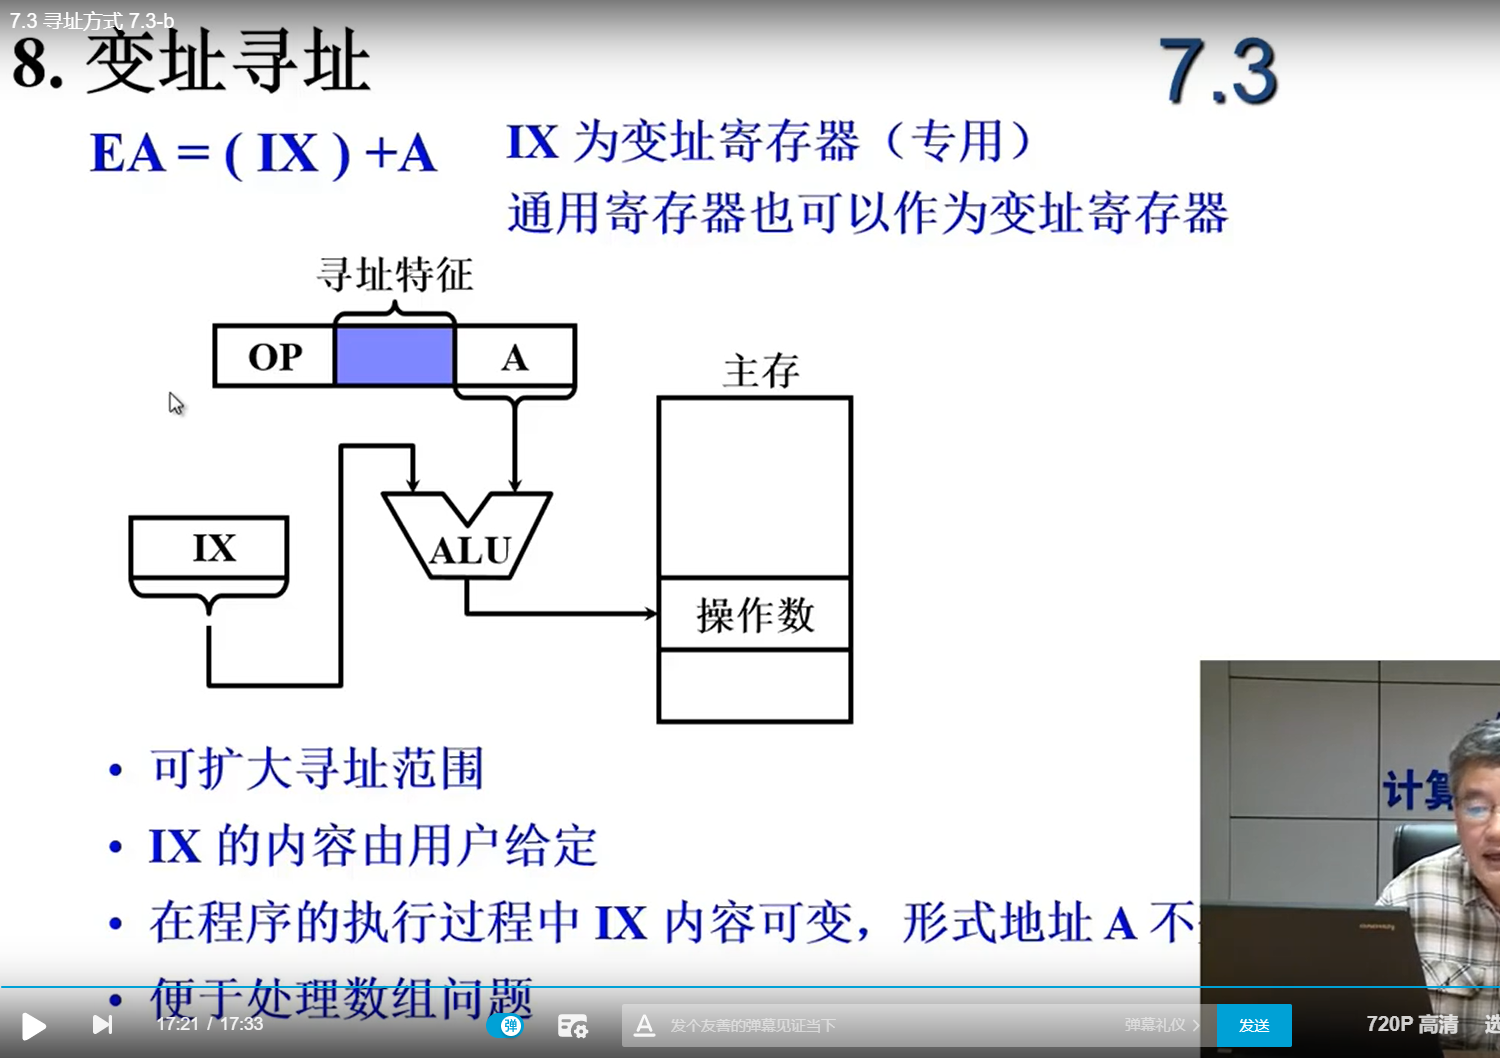 7.3 寻址方式 7.3-b
8. 变址寻址
7.3
EA = ( IX ) +A
IX 为变址寄存器（专用）
通用寄存器也可以作为变址寄存器
寻址特征
OP
A
主存
IX
ALU
操作数
• 可扩大寻址范围
• IX 的内容由用户给定
• 在程序的执行过程中 IX 内容可变，形式地址 A 不
• 便于处理数组问题
计算
17:21 / 17:33
弹
A
发个友善的弹幕见证当下
弹幕礼仪 >
发送
720P 高清
选